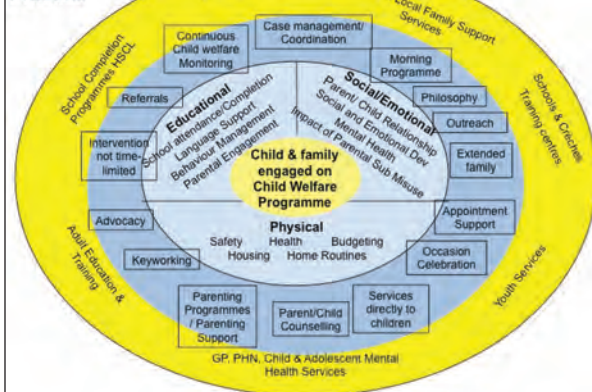 Local Family Support
Services
School Completion
Programmes HSCL
Schools & Crèches
Training centres
Adult Education &
Training
Youth Services
GP, PHN, Child & Adolescent Mental
Health Services
Case management/
Coordination
Continuous
Child welfare
Monitoring
Morning
Programme
Referrals
Philosophy
Outreach
Intervention
not time-
limited
Extended
family
Advocacy
Appointment
Support
Keyworking
Occasion
Celebration
Parenting
Programmes
/ Parenting
Support
Parent/Child
Counselling
Services
directly to
children
Educational
School attendance/Completion
Language Support
Behaviour Management
Parental Engagement
Social/Emotional
Parent/ Child Relationship
Social and Emotional Dev
Mental Health
Impact of Parental Sub Misuse
Child & family
engaged on
Child Welfare
Programme
Physical
Safety Health Budgeting
Housing Home Routines